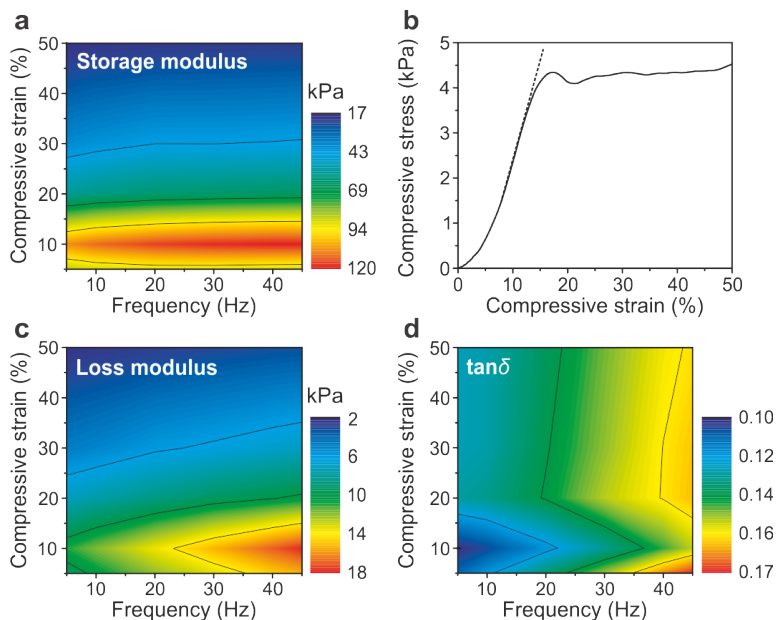 a
Storage modulus
Compressive strain (%)
50
40
30
20
10
10 20 30 40
Frequency (Hz)
kPa
17
43
69
94
120
b
Compressive stress (kPa)
5
4
3
2
1
0
0 10 20 30 40 50
Compressive strain (%)
c
Loss modulus
Compressive strain (%)
50
40
30
20
10
10 20 30 40
Frequency (Hz)
kPa
2
6
10
14
18
d
tanδ
Compressive strain (%)
50
40
30
20
10
10 20 30 40
Frequency (Hz)
0.10
0.12
0.13
0.15
0.17